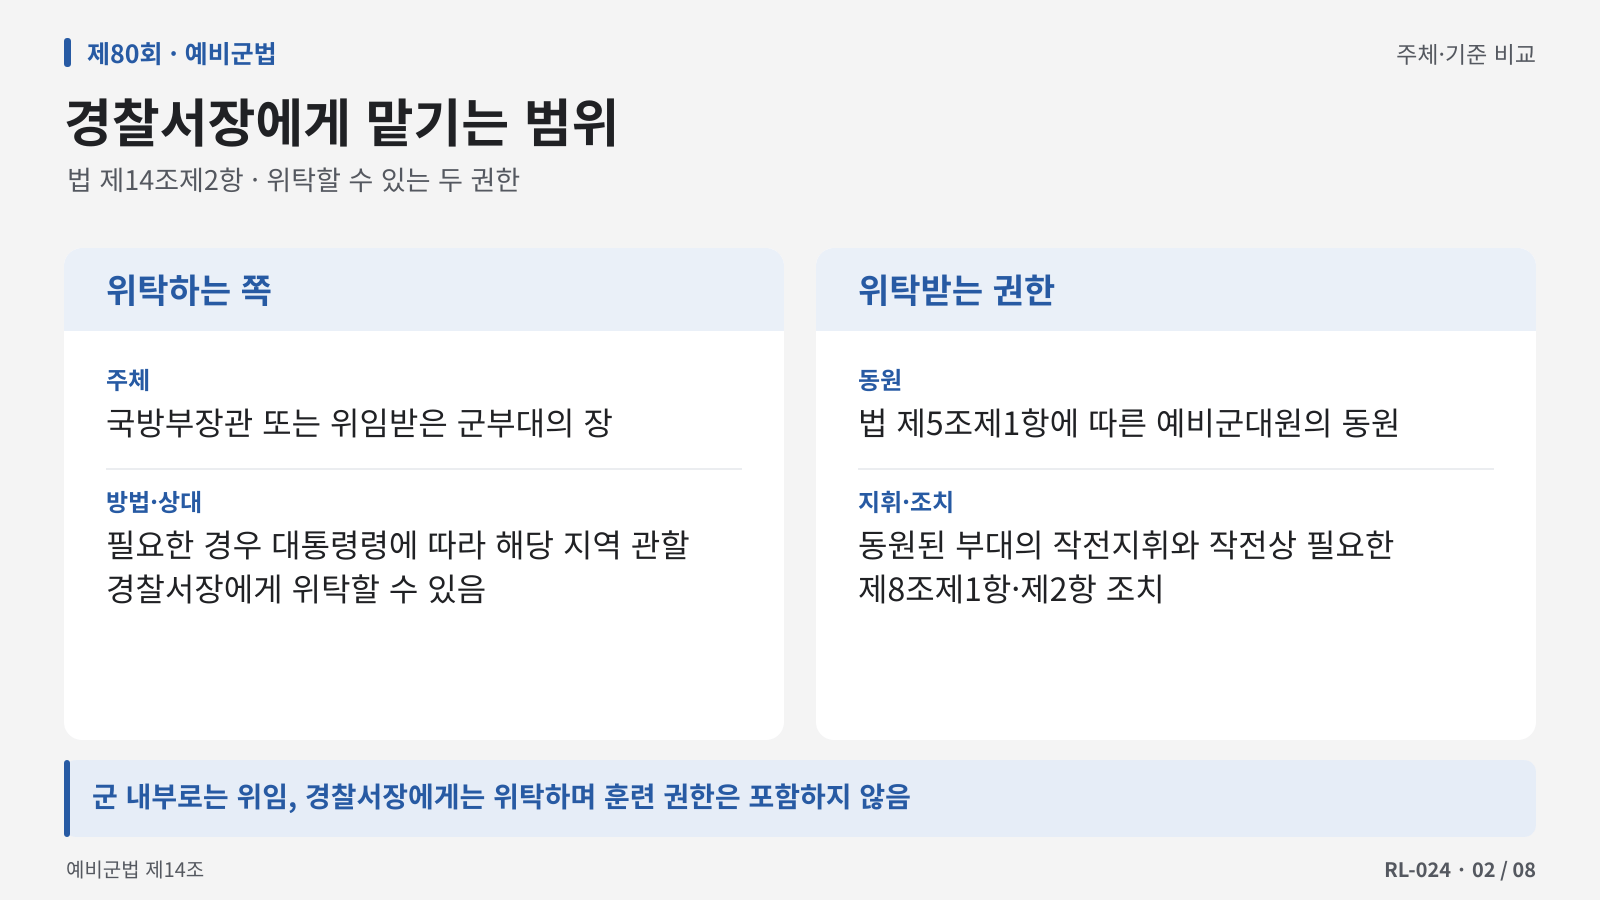 제80회 · 예비군법
주체·기준 비교
경찰서장에게 맡기는 범위
법 제14조제2항 · 위탁할 수 있는 두 권한
위탁하는 쪽
주체
국방부장관 또는 위임받은 군부대의 장
방법·상대
필요한 경우 대통령령에 따라 해당 지역 관할
경찰서장에게 위탁할 수 있음
위탁받는 권한
동원
법 제5조제1항에 따른 예비군대원의 동원
지휘·조치
동원된 부대의 작전지휘와 작전상 필요한
제8조제1항·제2항 조치
군 내부로는 위임, 경찰서장에게는 위탁하며 훈련 권한은 포함하지 않음
예비군법 제14조
RL-024 · 02 / 08